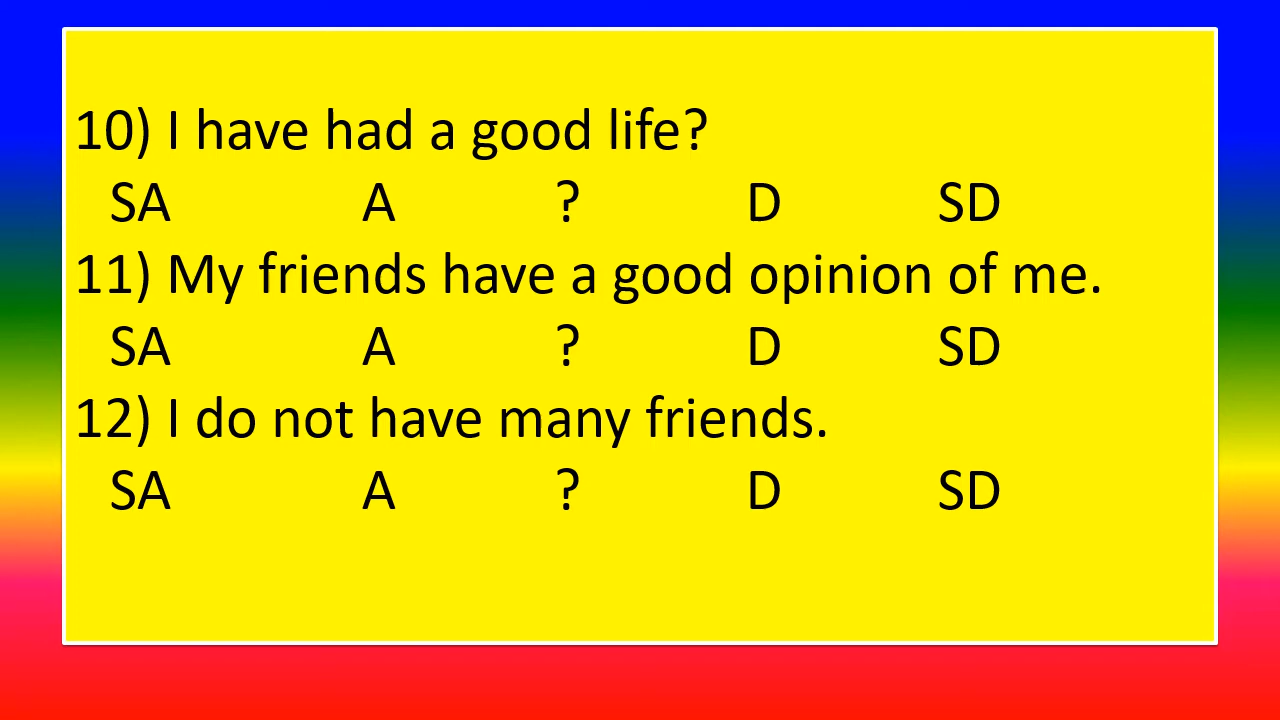 10) I have had a good life?
SA A ? D SD
11) My friends have a good opinion of me.
SA A ? D SD
12) I do not have many friends.
SA A ? D SD